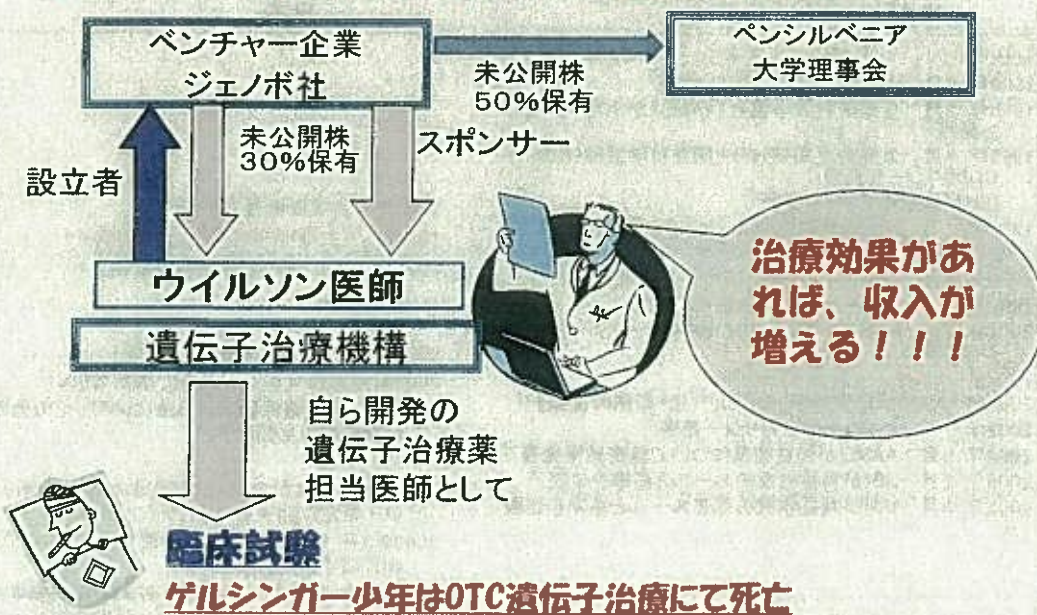 ベンチャー企業
ジェノボ社
未公開株
50%保有
ペンシルベニア
大学理事会
設立者
未公開株
30%保有
スポンサー
ウイルソン医師
遺伝子治療機構
治療効果があ
れば、収入が
増える！！！
自ら開発の
遺伝子治療薬
担当医師として
臨床試験
ゲルシンガー少年はOTC遺伝子治療にて死亡